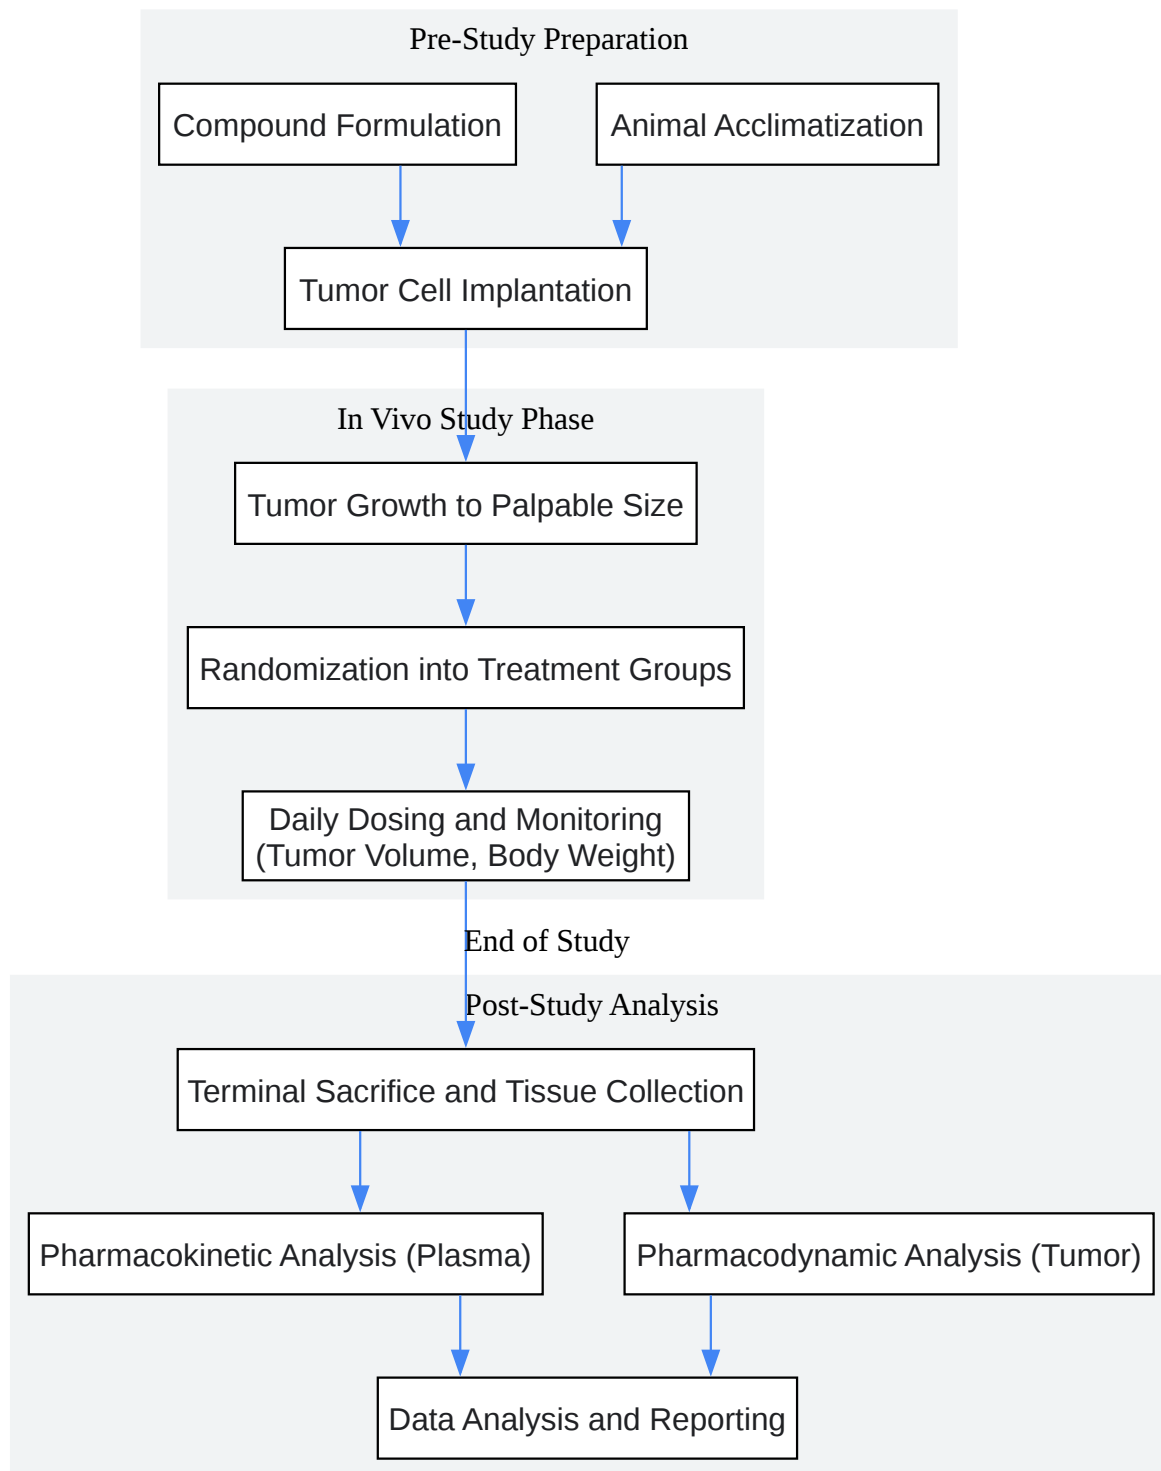 Pre-Study Preparation
Compound Formulation
Animal Acclimatization
Tumor Cell Implantation
In Vivo Study Phase
Tumor Growth to Palpable Size
Randomization into Treatment Groups
Daily Dosing and Monitoring
(Tumor Volume, Body Weight)
End of Study
Post-Study Analysis
Terminal Sacrifice and Tissue Collection
Pharmacokinetic Analysis (Plasma)
Pharmacodynamic Analysis (Tumor)
Data Analysis and Reporting